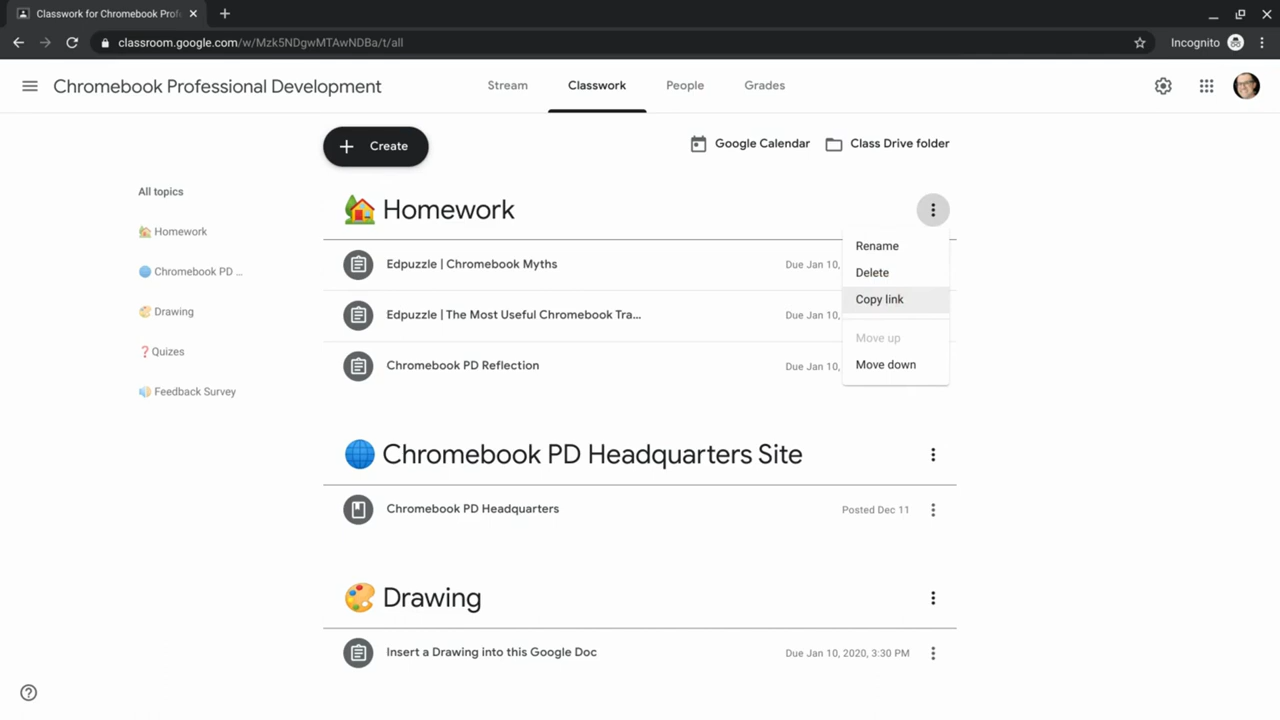 Classwork for Chromebook Prof
classroom.google.com/w/Mzk5NDgwMTAwNDBa/t/all
Incognito
Chromebook Professional Development
Stream
Classwork
People
Grades
Create
Google Calendar
Class Drive folder
All topics
Homework
Chromebook PD ...
Drawing
Quizes
Feedback Survey
Homework
Rename
Delete
Copy link
Move up
Move down
Edpuzzle | Chromebook Myths
Due Jan 10,
Edpuzzle | The Most Useful Chromebook Tra...
Due Jan 10,
Chromebook PD Reflection
Due Jan 10,
Chromebook PD Headquarters Site
Chromebook PD Headquarters
Posted Dec 11
Drawing
Insert a Drawing into this Google Doc
Due Jan 10, 2020, 3:30 PM